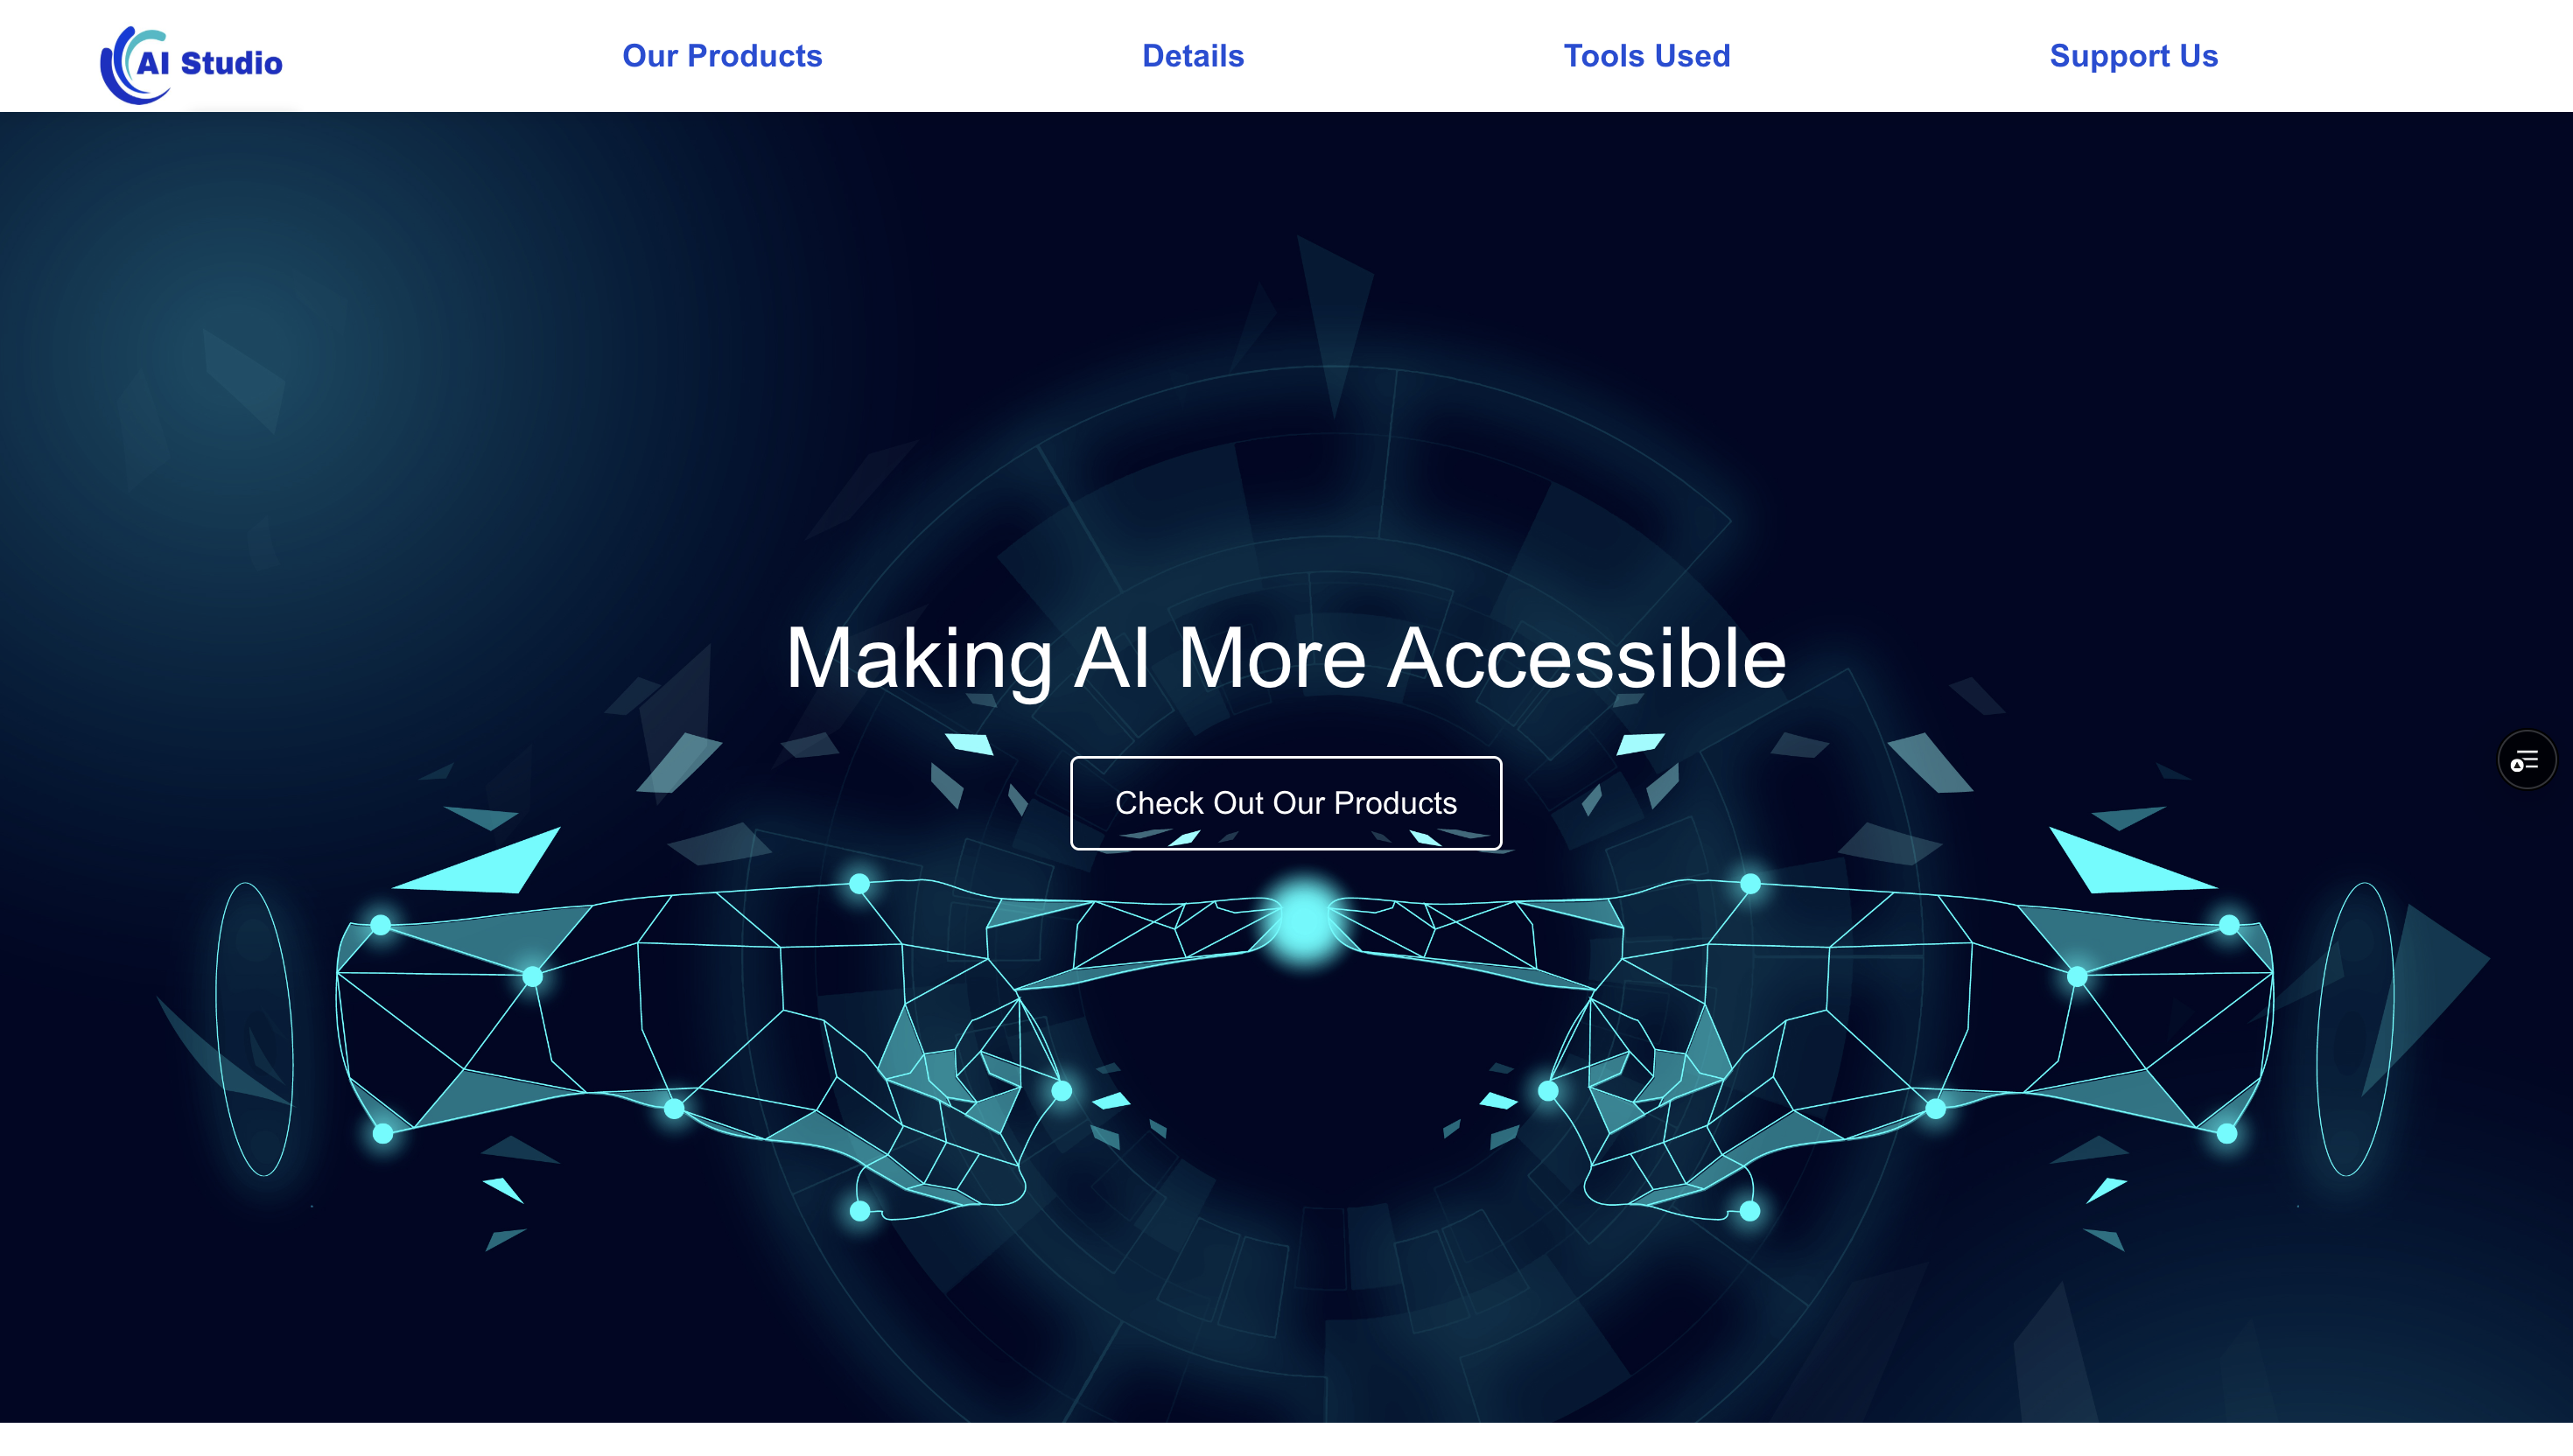 AI Studio
Our Products
Details
Tools Used
Support Us
Making AI More Accessible
Check Out Our Products